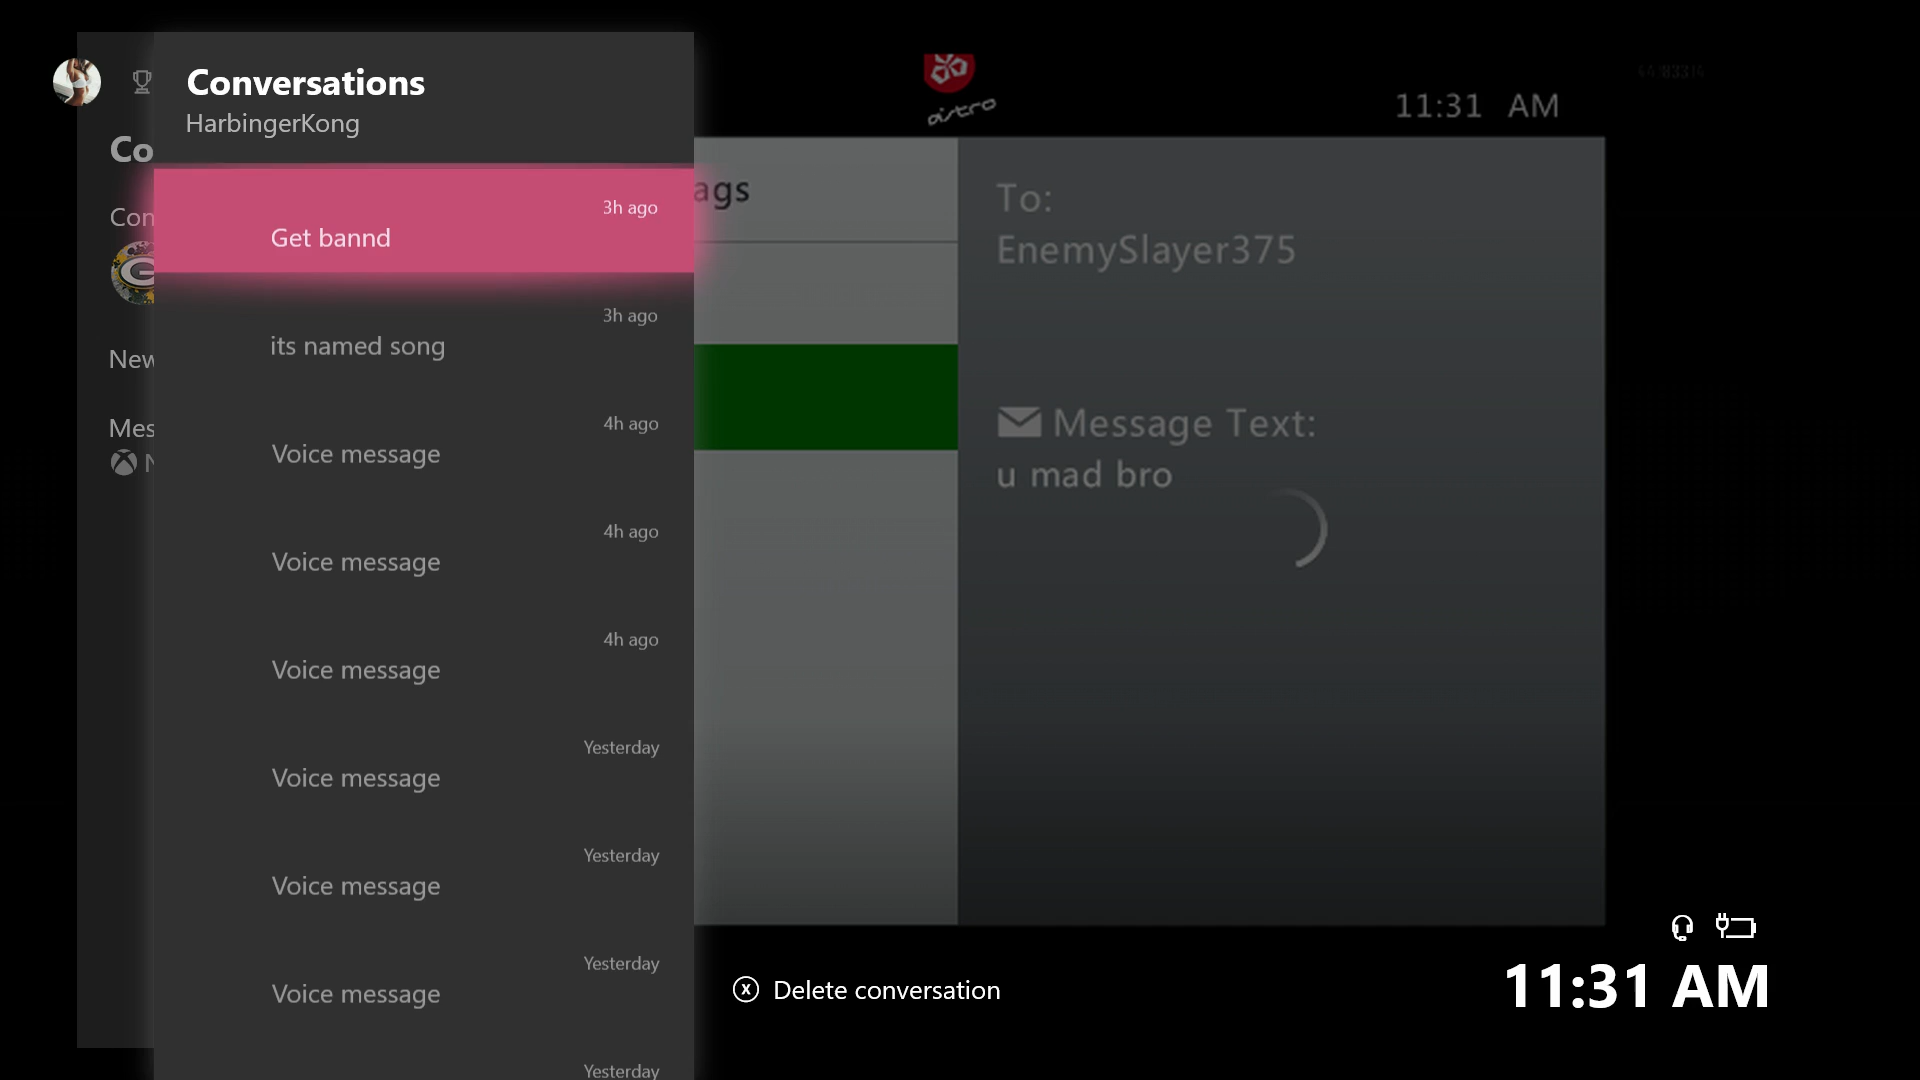 Conversations
HarbingerKong
Co
Con
New
Mes
N
3h ago
Get bannd
3h ago
its named song
4h ago
Voice message
4h ago
Voice message
4h ago
Voice message
Yesterday
Voice message
Yesterday
Voice message
Yesterday
Voice message
Yesterday
astro
11:31 AM
ags
To:
EnemySlayer375
Message Text:
u mad bro
X Delete conversation
11:31 AM